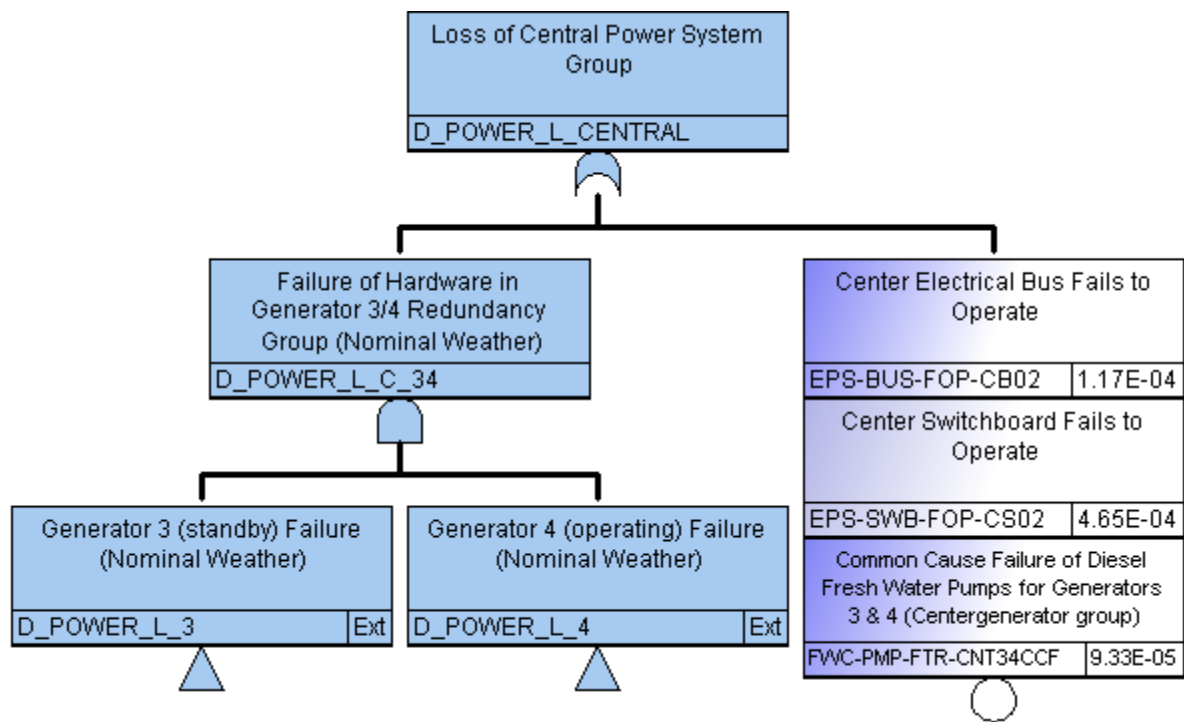 Loss of Central Power System
Group
D_POWER_L_CENTRAL
Failure of Hardware in
Generator 3/4 Redundancy
Group (Nominal Weather)
D_POWER_L_C_34
Center Electrical Bus Fails to
Operate
EPS-BUS-FOP-CB02 1.17E-04
Center Switchboard Fails to
Operate
EPS-SWB-FOP-CS02 4.65E-04
Common Cause Failure of Diesel
Fresh Water Pumps for Generators
3 & 4 (Centergenerator group)
FWC-PMP-FTR-CNT34CCF 9.33E-05
Generator 3 (standby) Failure
(Nominal Weather)
D_POWER_L_3 Ext
Generator 4 (operating) Failure
(Nominal Weather)
D_POWER_L_4 Ext